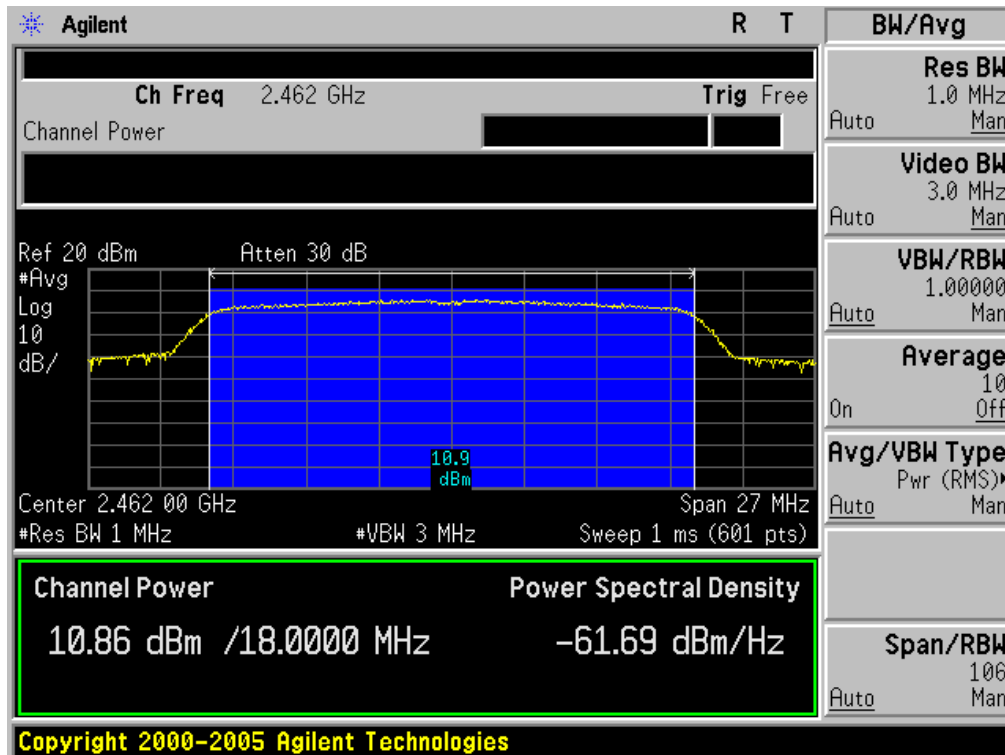 Agilent R T
Ch Freq 2.462 GHz Trig Free
Channel Power
Ref 20 dBm Atten 30 dB
#Avg
Log
10
dB/
10.9
dBm
Center 2.462 00 GHz Span 27 MHz
#Res BW 1 MHz #VBW 3 MHz Sweep 1 ms (601 pts)
Channel Power Power Spectral Density
10.86 dBm /18.0000 MHz -61.69 dBm/Hz
Copyright 2000-2005 Agilent Technologies
BW/Avg
Res BW
1.0 MHz
Auto Man
Video BW
3.0 MHz
Auto Man
VBW/RBW
1.00000
Auto Man
Average
10
On Off
Avg/VBW Type
Pwr (RMS)
Auto Man
Span/RBW
106
Auto Man